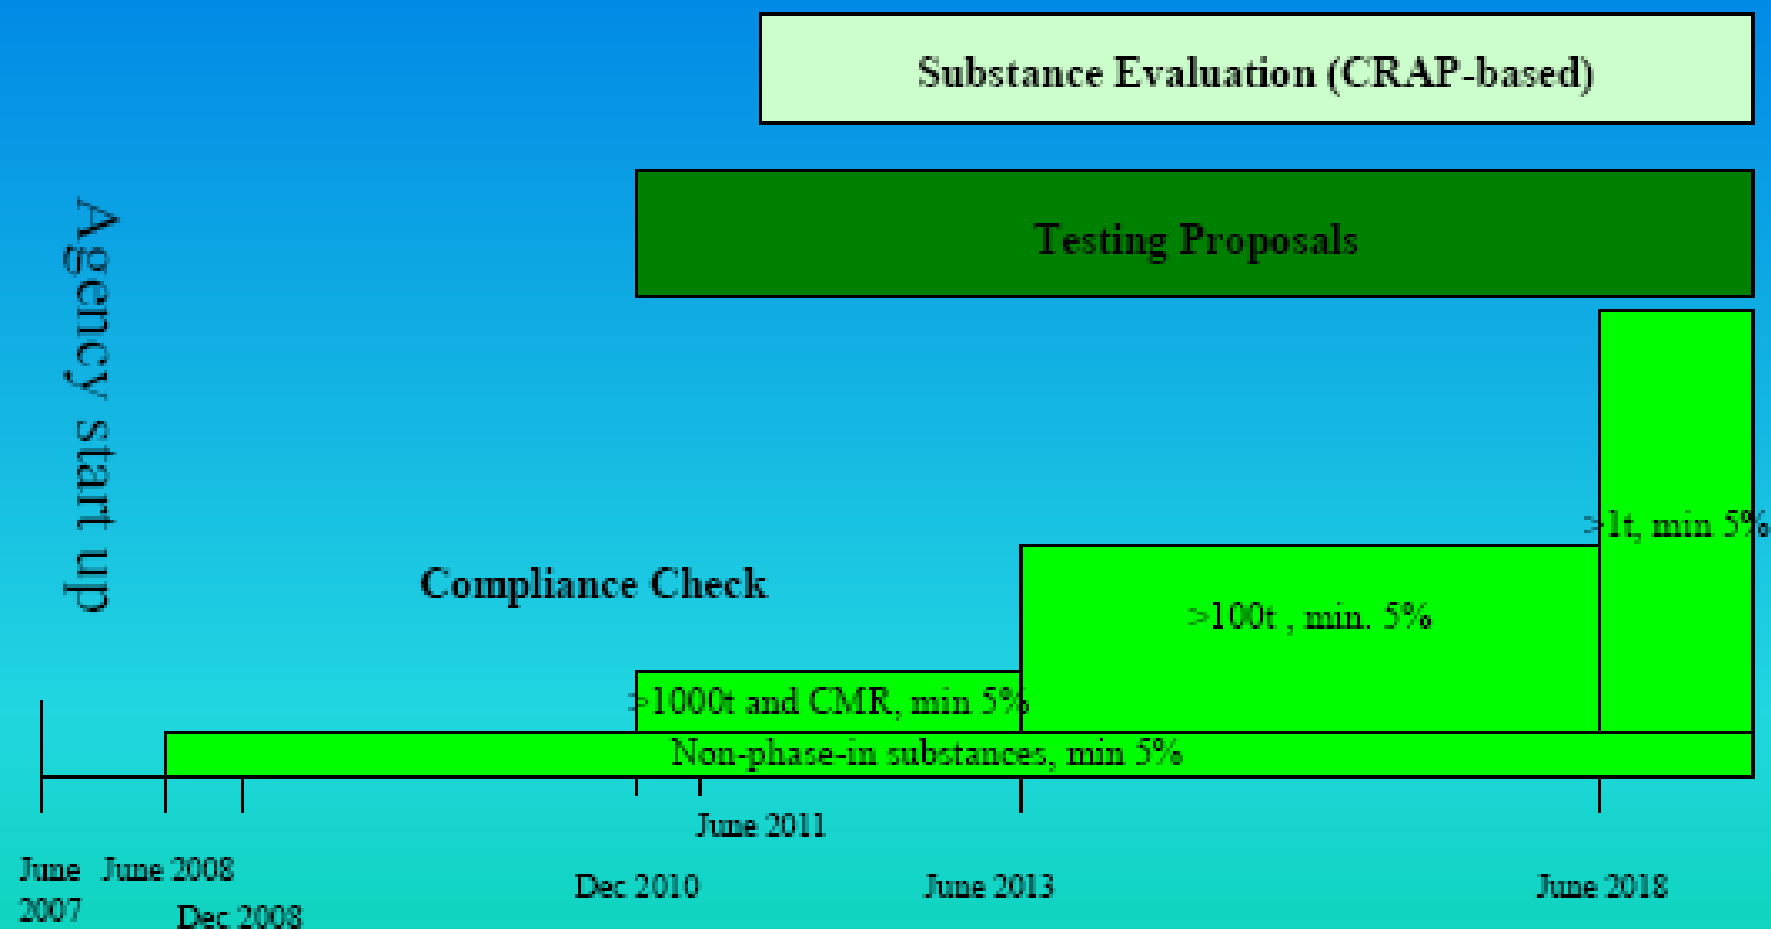 Substance Evaluation (CRAP-based)
Testing Proposals
Agency start up
>1t, min 5%
Compliance Check
>100t , min. 5%
>1000t and CMR, min 5%
Non-phase-in substances, min 5%
June 2011
June
2007
June 2008
Dec 2008
Dec 2010
June 2013
June 2018